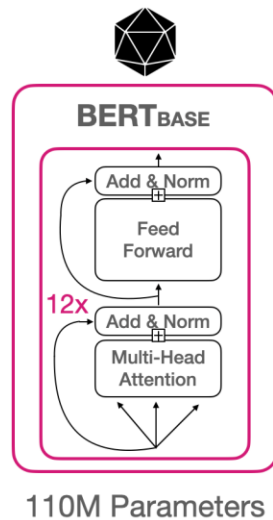 BERTBASE
Add & Norm
Feed
Forward
12x
Add & Norm
Multi-Head
Attention
110M Parameters